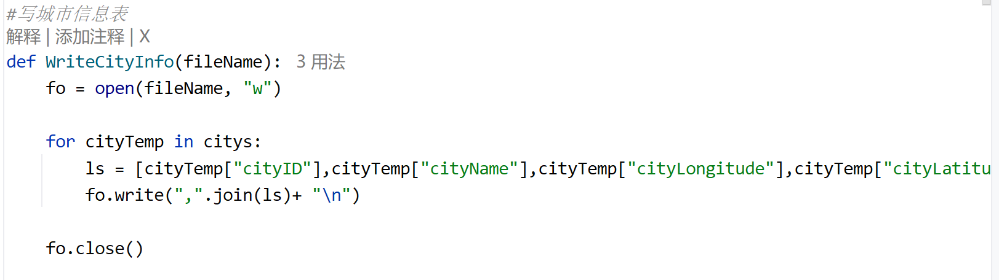 #写城市信息表
解释 | 添加注释 | X
def WriteCityInfo(fileName): 3 用法
    fo = open(fileName, "w")
    for cityTemp in citys:
        ls = [cityTemp["cityID"],cityTemp["cityName"],cityTemp["cityLongitude"],cityTemp["cityLatitu
        fo.write(",".join(ls)+ "\n")
    fo.close()